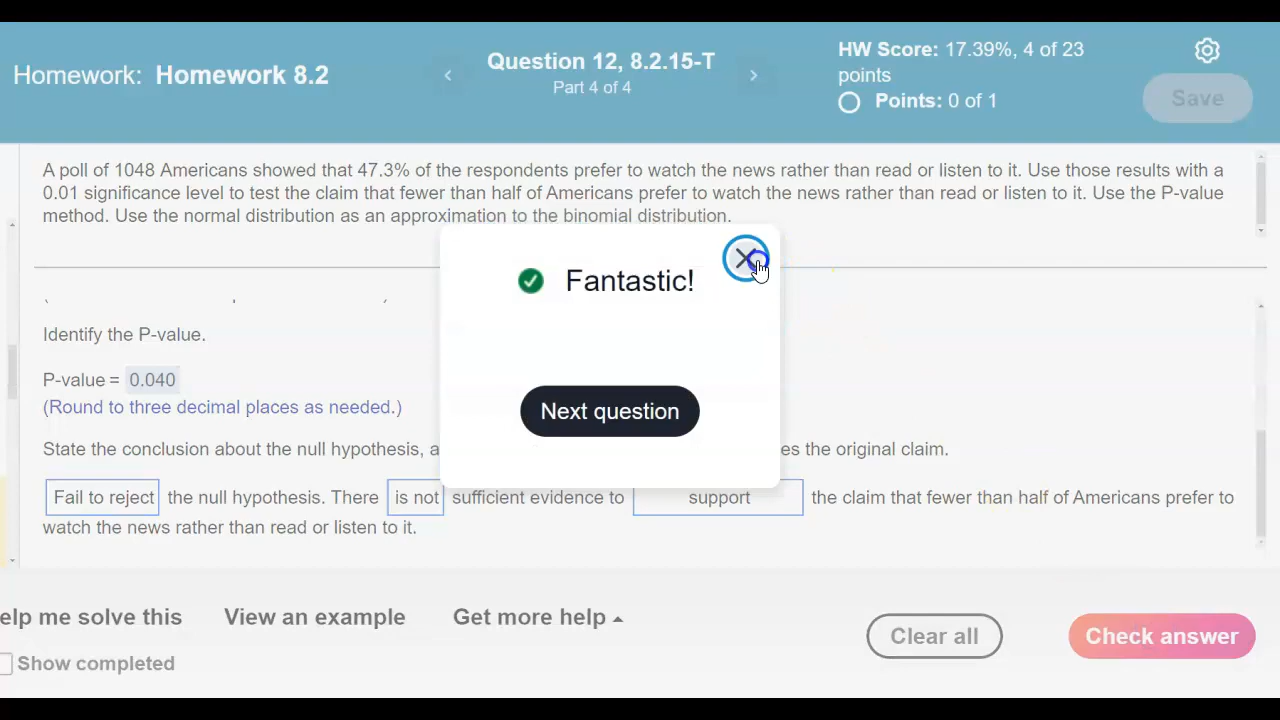 Homework: Homework 8.2
Question 12, 8.2.15-T
Part 4 of 4
HW Score: 17.39%, 4 of 23
points
Points: 0 of 1
Save
A poll of 1048 Americans showed that 47.3% of the respondents prefer to watch the news rather than read or listen to it. Use those results with a
0.01 significance level to test the claim that fewer than half of Americans prefer to watch the news rather than read or listen to it. Use the P-value
method. Use the normal distribution as an approximation to the binomial distribution.
Fantastic!
Next question
Identify the P-value.
P-value = 0.040
(Round to three decimal places as needed.)
State the conclusion about the null hypothesis, a
es the original claim.
Fail to reject the null hypothesis. There is not sufficient evidence to support the claim that fewer than half of Americans prefer to
watch the news rather than read or listen to it.
elp me solve this View an example Get more help
Clear all Check answer
Show completed